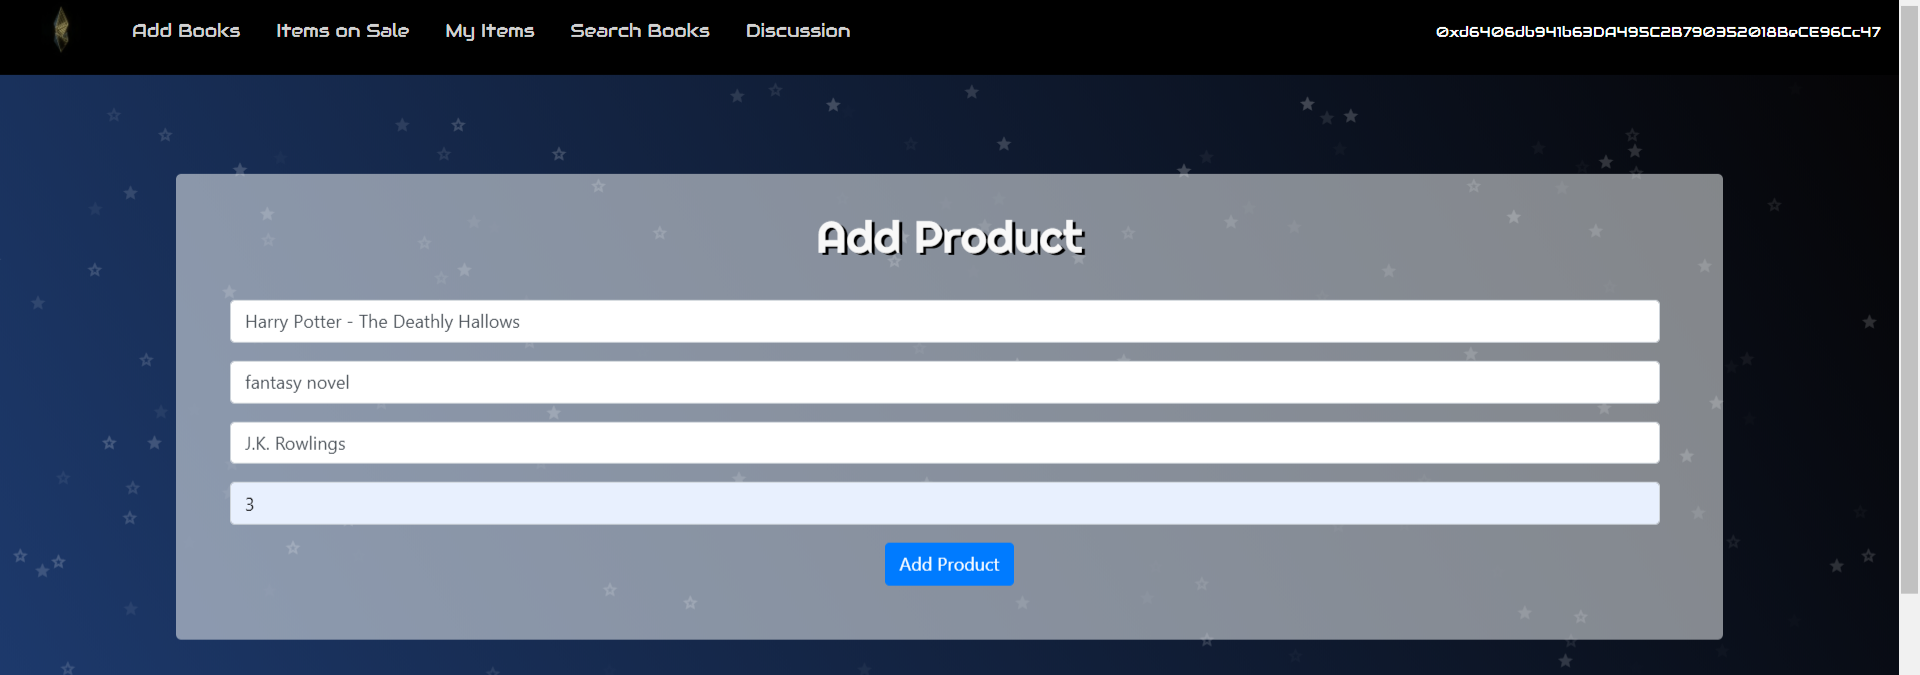 Add Books Items on Sale My Items Search Books Discussion 0xd6406db941b63DA495C2B790352018BeCE96Cc47
Add Product
Harry Potter - The Deathly Hallows
fantasy novel
J.K. Rowlings
3
Add Product